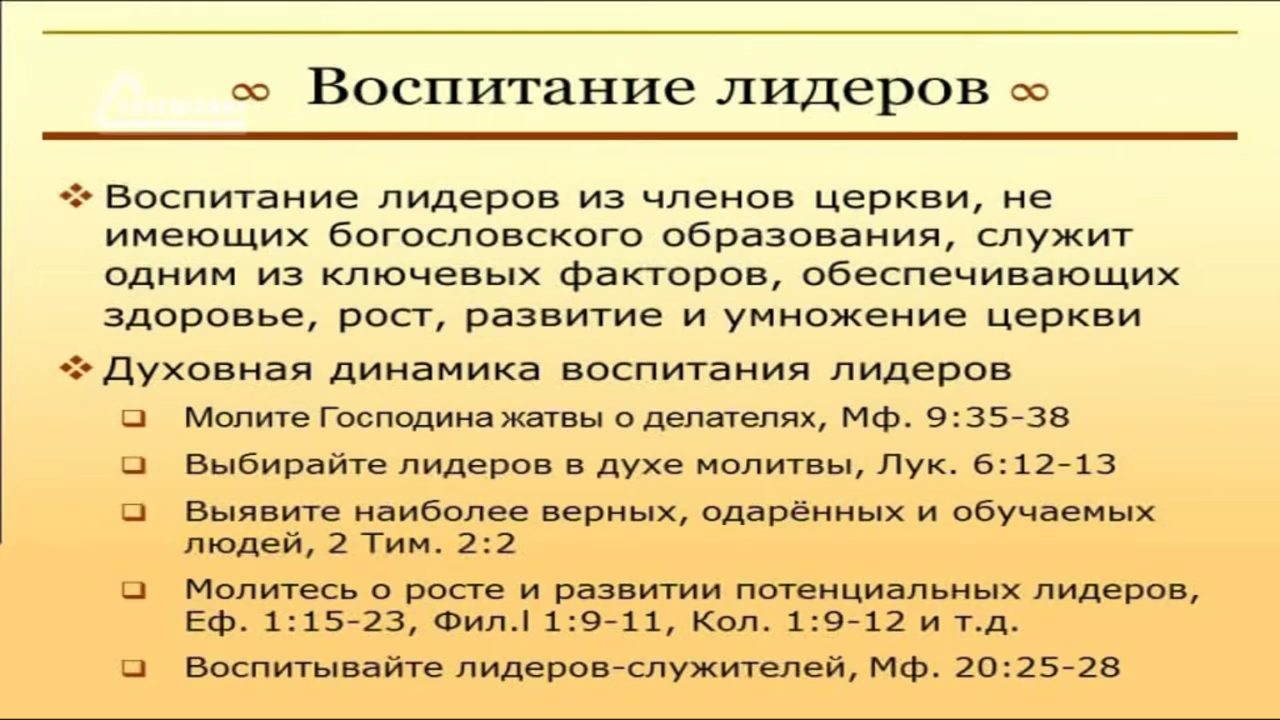 ∞ Воспитание лидеров ∞
❖ Воспитание лидеров из членов церкви, не
имеющих богословского образования, служит
одним из ключевых факторов, обеспечивающих
здоровье, рост, развитие и умножение церкви
❖ Духовная динамика воспитания лидеров
❑ Молите Господина жатвы о делателях, Мф. 9:35-38
❑ Выбирайте лидеров в духе молитвы, Лук. 6:12-13
❑ Выявите наиболее верных, одарённых и обучаемых
людей, 2 Тим. 2:2
❑ Молитесь о росте и развитии потенциальных лидеров,
Еф. 1:15-23, Фил.l 1:9-11, Кол. 1:9-12 и т.д.
❑ Воспитывайте лидеров-служителей, Мф. 20:25-28